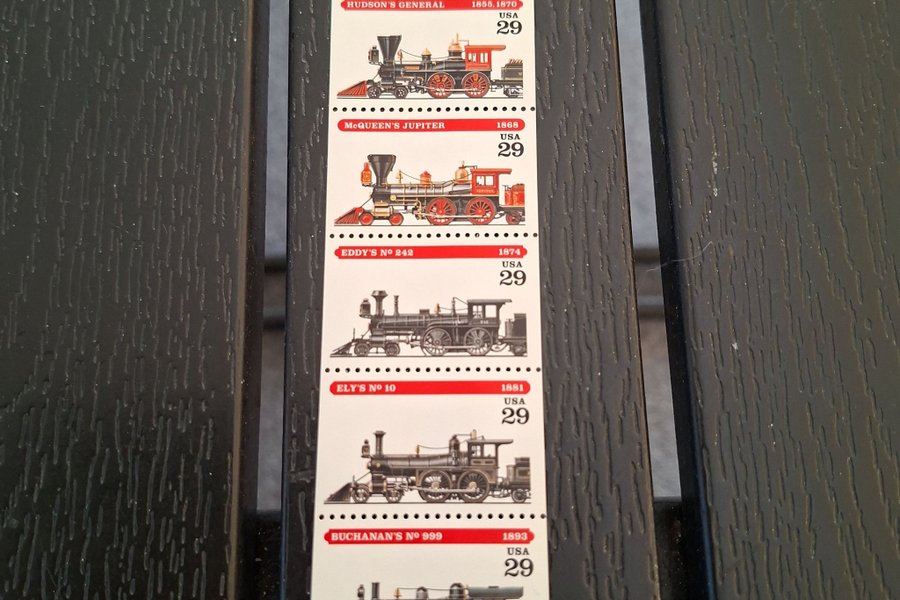 HUDSON'S GENERAL 1855, 1870
USA
29
McQUEEN'S JUPITER 1868
USA
29
EDDY'S Nº 242 1874
USA
29
ELY'S Nº 10 1881
USA
29
BUCHANAN'S Nº 999 1893
USA
29